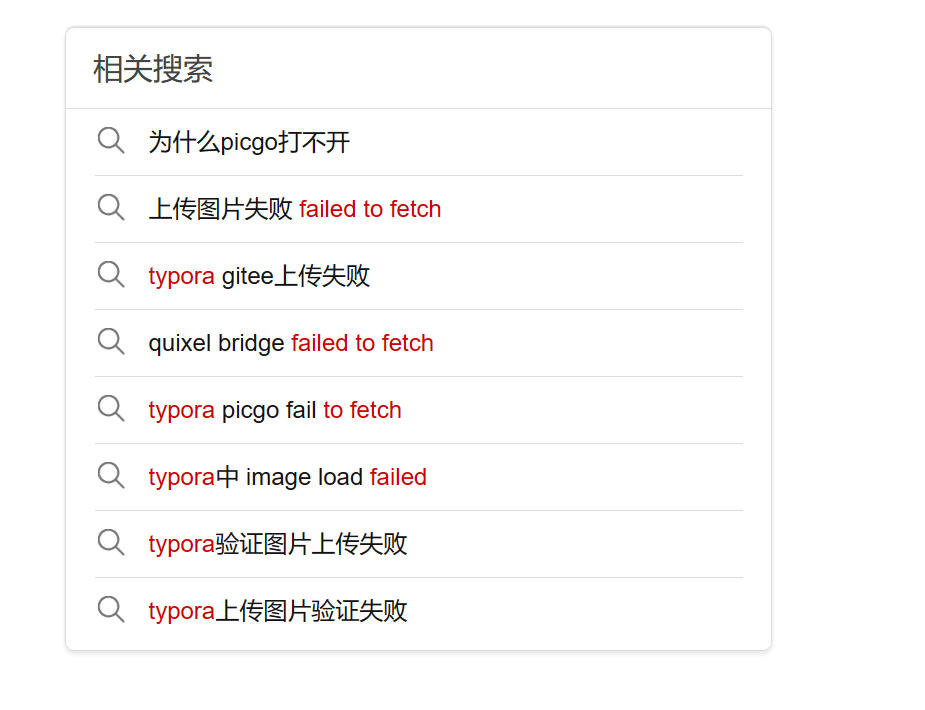 相关搜索
为什么picgo打不开
上传图片失败 failed to fetch
typora gitee上传失败
quixel bridge failed to fetch
typora picgo fail to fetch
typora中 image load failed
typora验证图片上传失败
typora上传图片验证失败